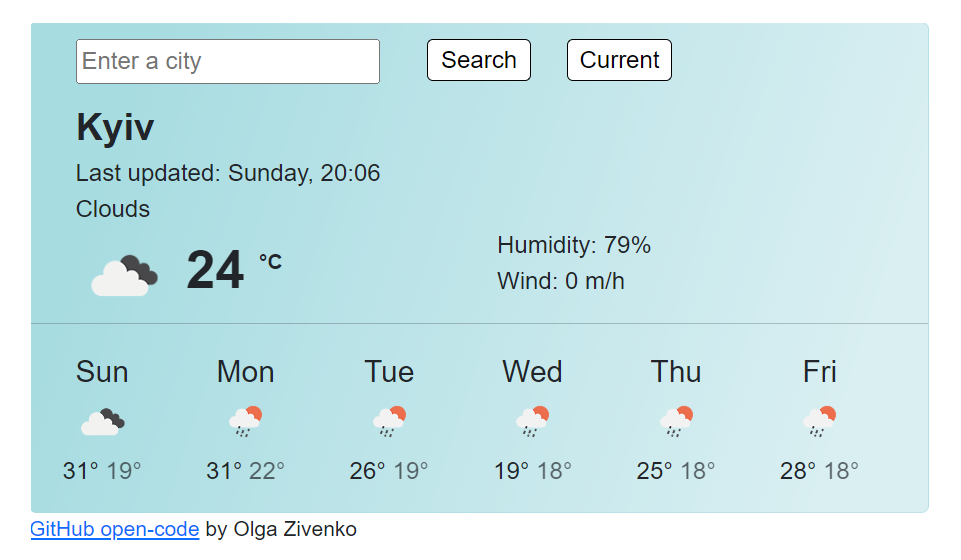 Enter a city Search Current
Kyiv
Last updated: Sunday, 20:06
Clouds
24 °C
Humidity: 79%
Wind: 0 m/h
Sun Mon Tue Wed Thu Fri
31° 19° 31° 22° 26° 19° 19° 18° 25° 18° 28° 18°
GitHub open-code by Olga Zivenko